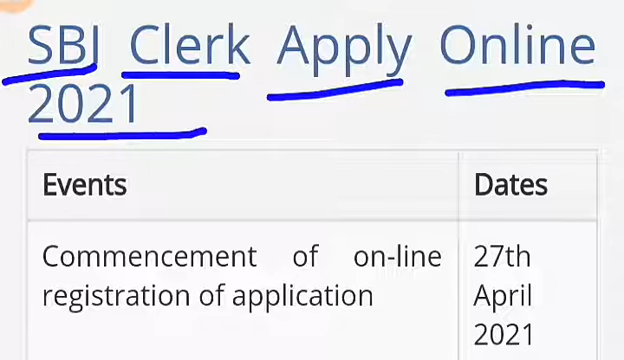 SBI Clerk Apply Online
2021
Events Dates
Commencement of on-line 27th
registration of application April
2021